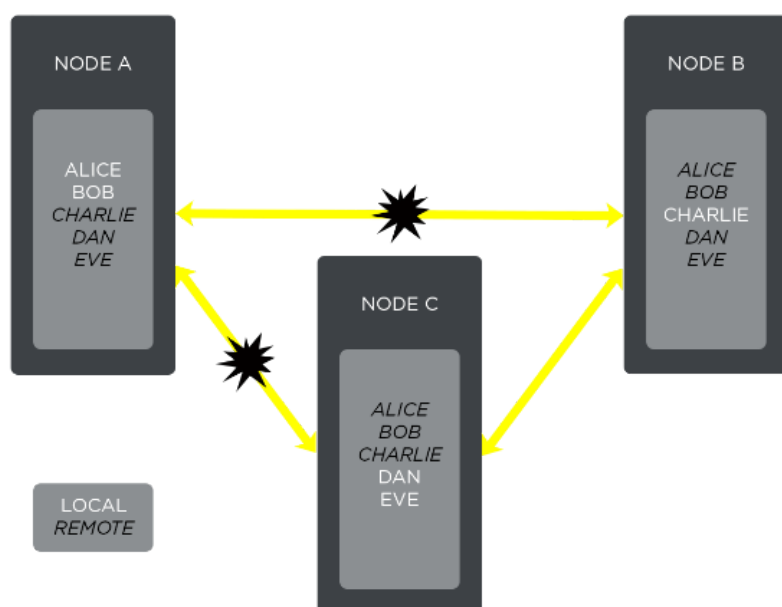 NODE A
ALICE
BOB
CHARLIE
DAN
EVE
NODE B
ALICE
BOB
CHARLIE
DAN
EVE
NODE C
ALICE
BOB
CHARLIE
DAN
EVE
LOCAL
REMOTE